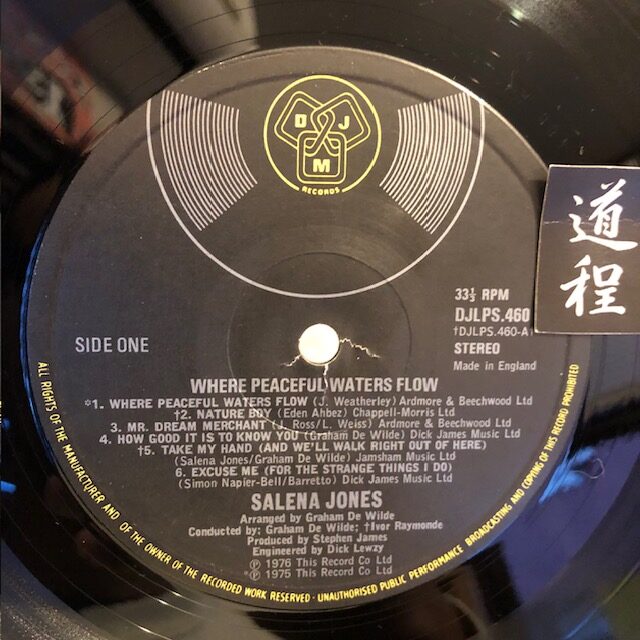 D J
M
RECORDS
道程
33⅓ RPM
DJLPS.460
†DJLPS.460-A†
STEREO
Made in England
SIDE ONE
WHERE PEACEFUL WATERS FLOW
*1. WHERE PEACEFUL WATERS FLOW (J. Weatherley) Ardmore & Beechwood Ltd
†2. NATURE BOY (Eden Ahbez) Chappell-Morris Ltd
3. MR. DREAM MERCHANT (J. Ross/L. Weiss) Ardmore & Beechwood Ltd
4. HOW GOOD IT IS TO KNOW YOU (Graham De Wilde) Dick James Music Ltd
†5. TAKE MY HAND (AND WE'LL WALK RIGHT OUT OF HERE)
(Salena Jones/Graham De Wilde) Jamsham Music Ltd
6. EXCUSE ME (FOR THE STRANGE THINGS I DO)
(Simon Napier-Bell/Barretto) Dick James Music Ltd
SALENA JONES
Arranged by Graham De Wilde
Conducted by: Graham De Wilde; †Ivor Raymonde
Produced by Stephen James
Engineered by Dick Lewzy
℗ 1976 This Record Co Ltd
*℗ 1975 This Record Co Ltd
ALL RIGHTS OF THE MANUFACTURER AND OF THE OWNER OF THE RECORDED WORK RESERVED · UNAUTHORISED PUBLIC PERFORMANCE BROADCASTING AND COPYING OF THIS RECORD PROHIBITED